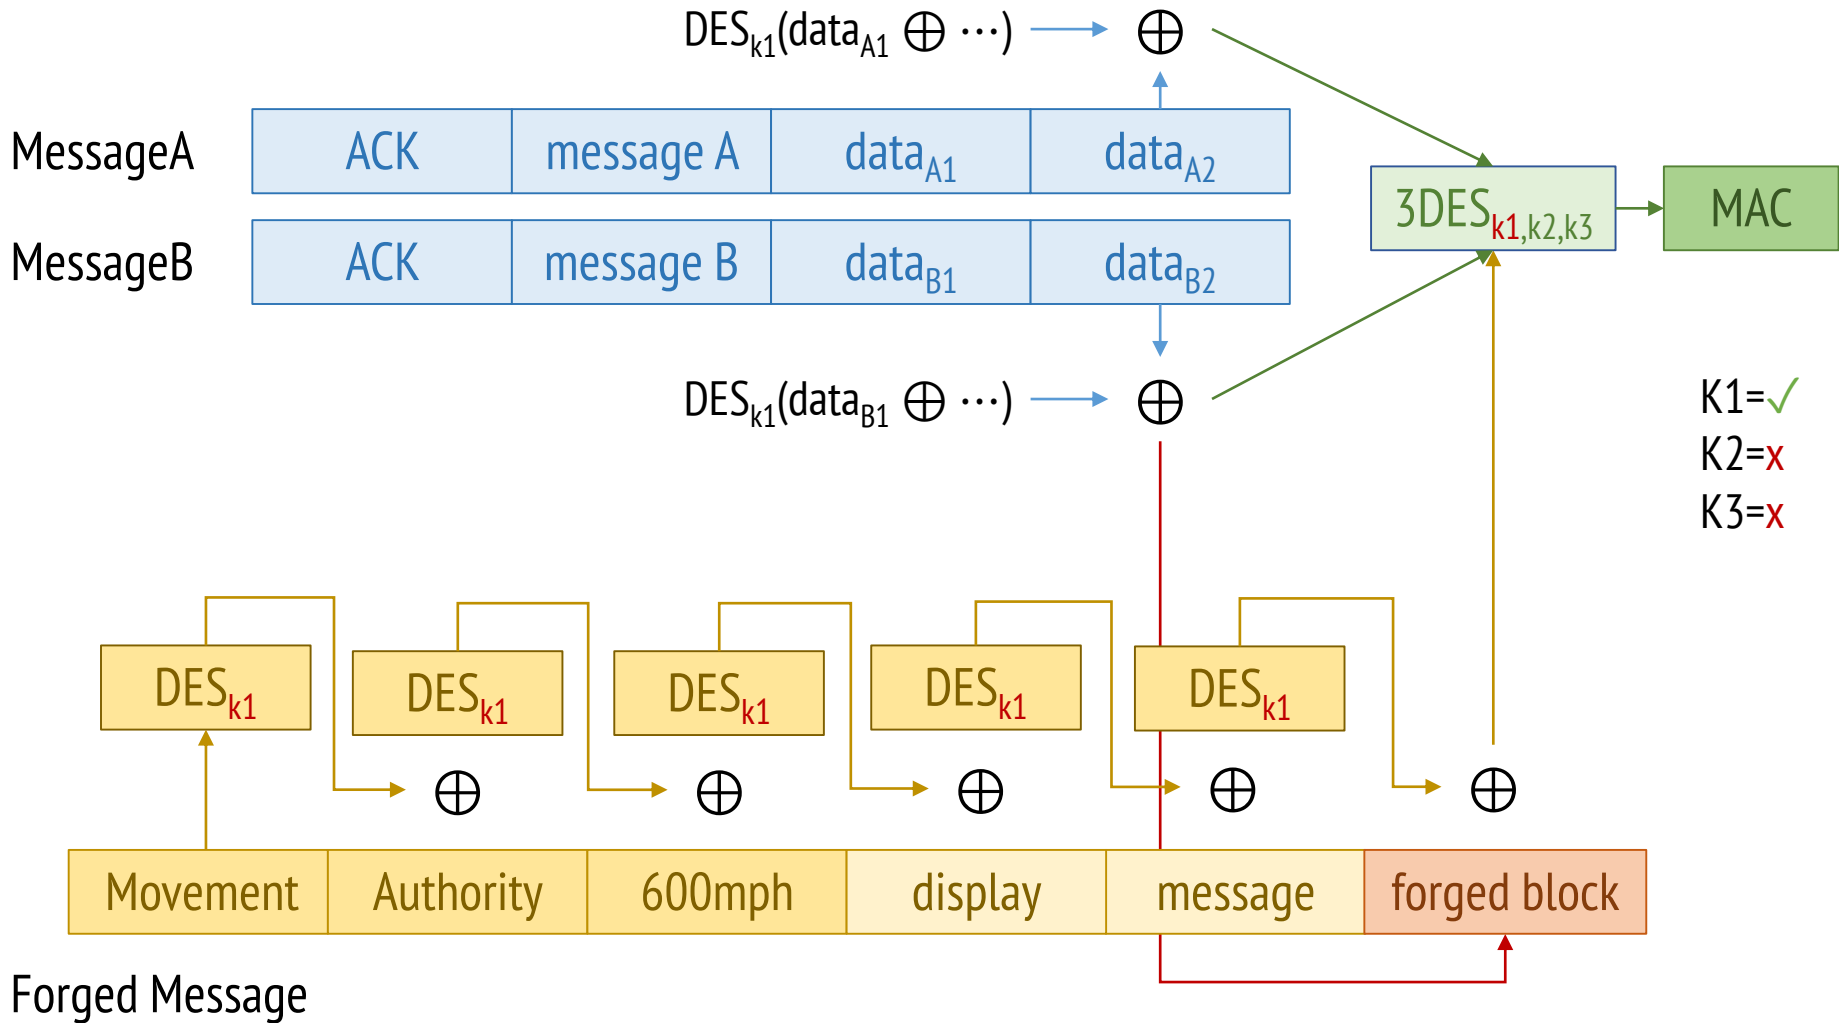 DESk1(dataA1 ⊕ ⋯)
MessageA ACK message A dataA1 dataA2
3DESk1,k2,k3 MAC
MessageB ACK message B dataB1 dataB2
DESk1(dataB1 ⊕ ⋯)
K1=✓
K2=x
K3=x
DESk1 DESk1 DESk1 DESk1 DESk1
Movement Authority 600mph display message forged block
Forged Message